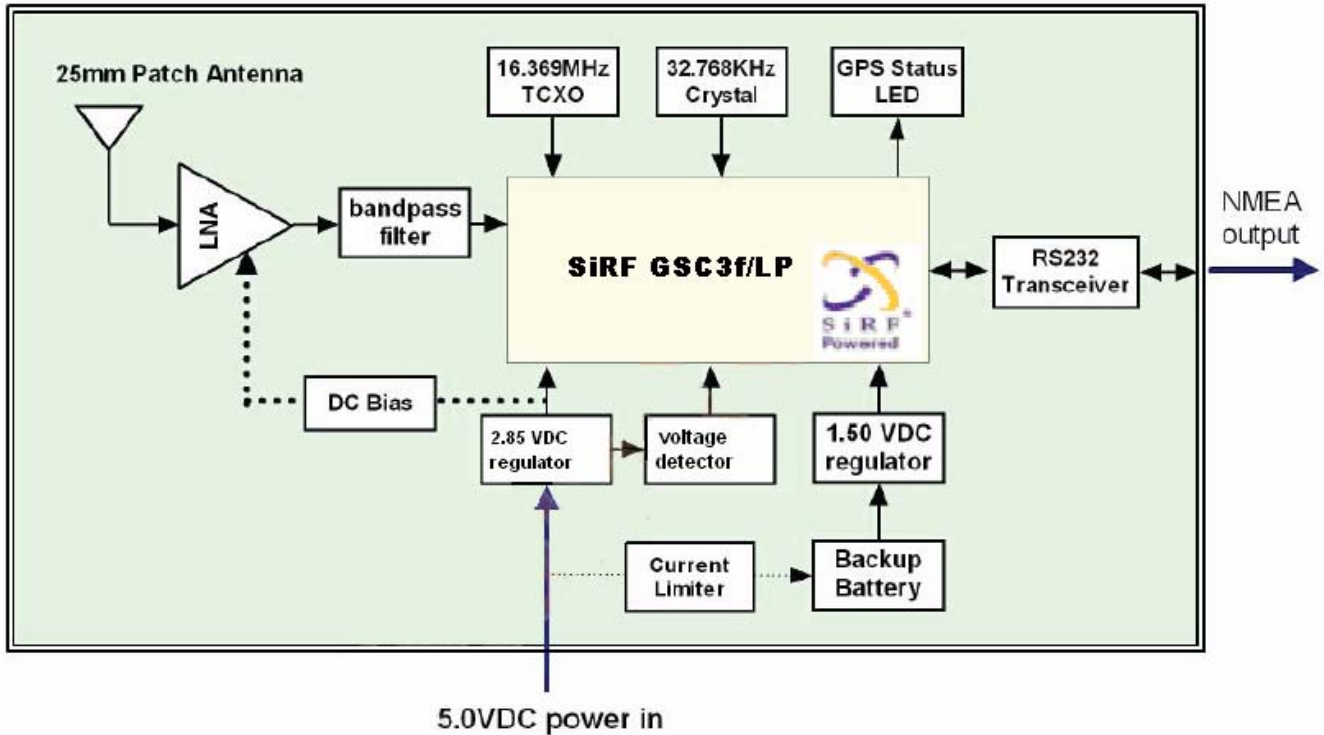 25mm Patch Antenna
16.369MHz
TCXO
32.768KHz
Crystal
GPS Status
LED
LNA
bandpass
filter
SiRF GSC3f/LP
SiRF®
Powered
RS232
Transceiver
NMEA
output
DC Bias
2.85 VDC
regulator
voltage
detector
1.50 VDC
regulator
Current
Limiter
Backup
Battery
5.0VDC power in